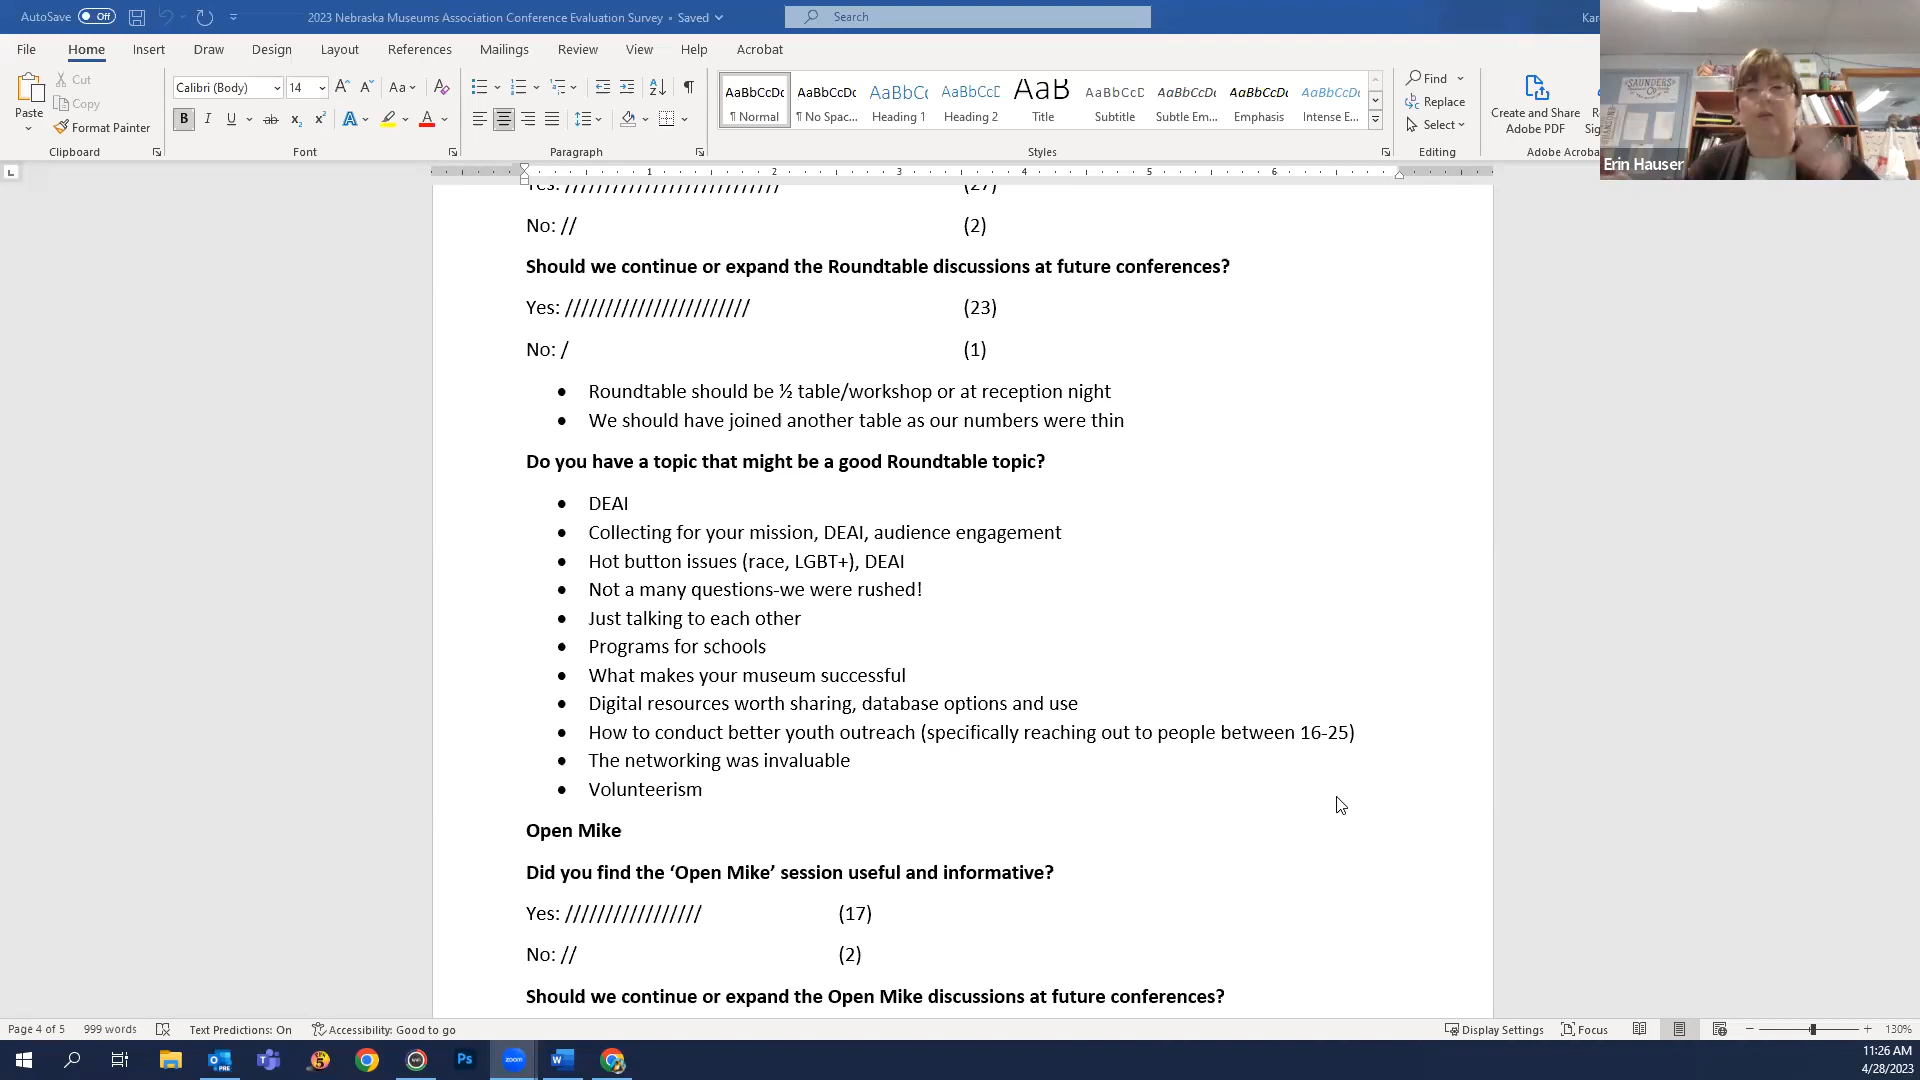 AutoSave Off 2023 Nebraska Museums Association Conference Evaluation Survey - Saved Search
File Home Insert Draw Design Layout References Mailings Review View Help Acrobat
Paste Cut Copy Format Painter
Calibri (Body) 14 Aa
AaBbCcDc AaBbCcDc AaBbCc AaBbCcD AaB AaBbCcD AaBbCcDc AaBbCcDc AaBbCcDc
¶ Normal ¶ No Spac... Heading 1 Heading 2 Title Subtitle Subtle Em... Emphasis Intense E...
Find Replace Select
Create and Share
Adobe PDF
Clipboard Font Paragraph Styles Editing Adobe Acroba
SAUNDERS
Erin Hauser
1 2 3 4 5 6
Yes: /////////////////////////// (27)
No: // (2)
Should we continue or expand the Roundtable discussions at future conferences?
Yes: /////////////////////// (23)
No: / (1)
• Roundtable should be ½ table/workshop or at reception night
• We should have joined another table as our numbers were thin
Do you have a topic that might be a good Roundtable topic?
• DEAI
• Collecting for your mission, DEAI, audience engagement
• Hot button issues (race, LGBT+), DEAI
• Not a many questions-we were rushed!
• Just talking to each other
• Programs for schools
• What makes your museum successful
• Digital resources worth sharing, database options and use
• How to conduct better youth outreach (specifically reaching out to people between 16-25)
• The networking was invaluable
• Volunteerism
Open Mike
Did you find the ‘Open Mike’ session useful and informative?
Yes: ///////////////// (17)
No: // (2)
Should we continue or expand the Open Mike discussions at future conferences?
Page 4 of 5 999 words Text Predictions: On Accessibility: Good to go Display Settings Focus 130%
11:26 AM
4/28/2023